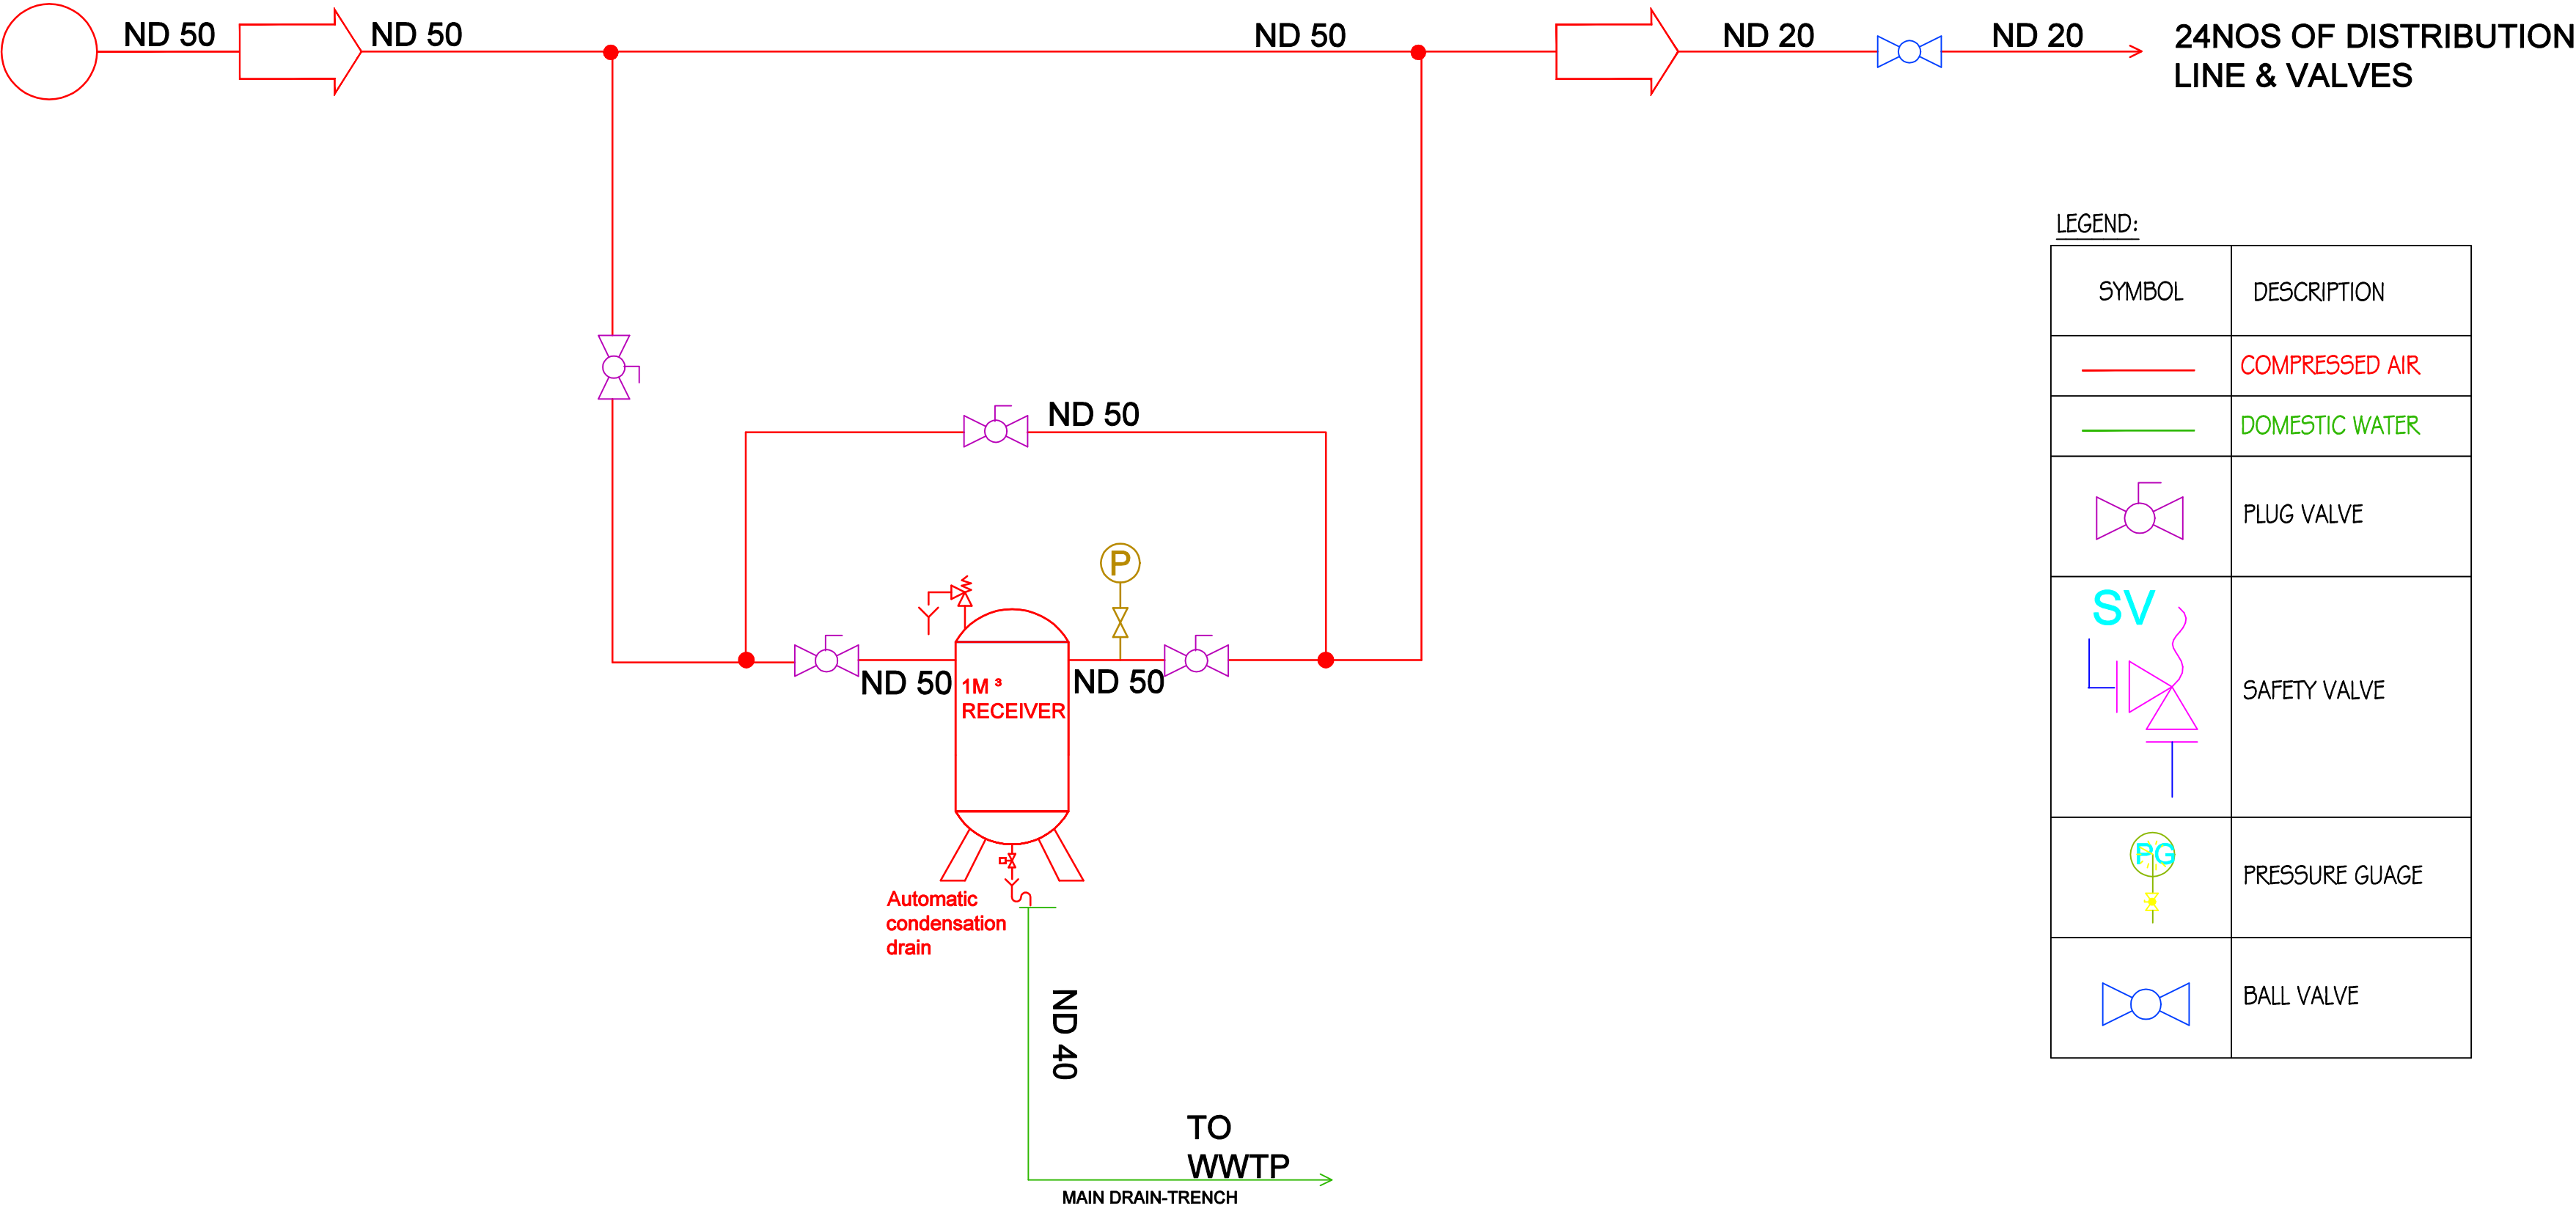 ND 50
ND 50
ND 50
ND 20
ND 20
24NOS OF DISTRIBUTION
LINE & VALVES
LEGEND:
SYMBOL
DESCRIPTION
COMPRESSED AIR
DOMESTIC WATER
PLUG VALVE
SV
SAFETY VALVE
PG
PRESSURE GUAGE
BALL VALVE
ND 50
P
ND 50
ND 50
1M ³
RECEIVER
Automatic
condensation
drain
ND 40
TO
WWTP
MAIN DRAIN-TRENCH